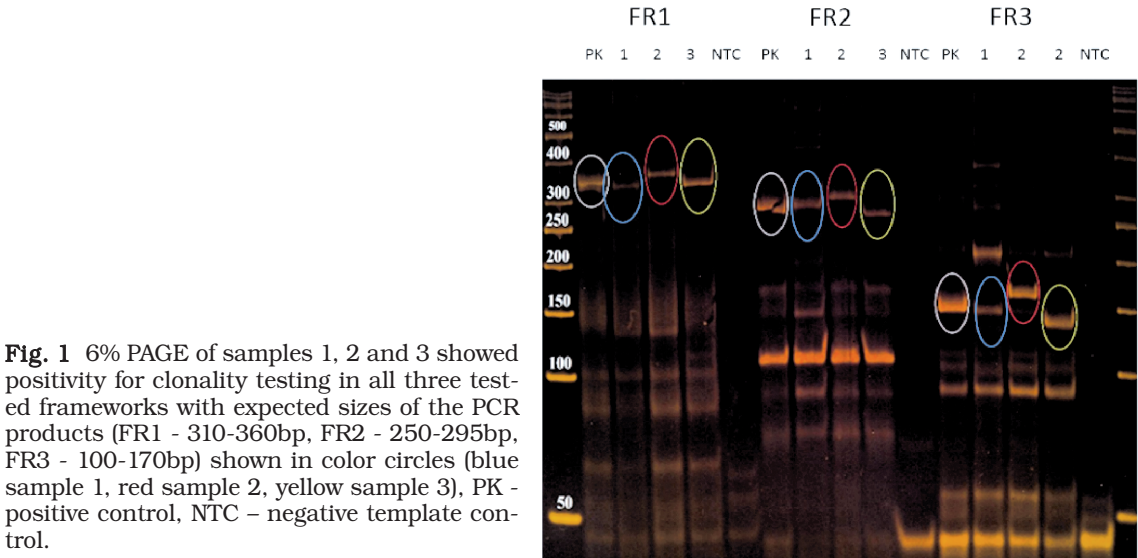 FR1 FR2 FR3
PK 1 2 3 NTC PK 1 2 3 NTC PK 1 2 2 NTC
500
400
300
250
200
150
100
50
Fig. 1 6% PAGE of samples 1, 2 and 3 showed
positivity for clonality testing in all three test-
ed frameworks with expected sizes of the PCR
products (FR1 - 310-360bp, FR2 - 250-295bp,
FR3 - 100-170bp) shown in color circles (blue
sample 1, red sample 2, yellow sample 3), PK -
positive control, NTC – negative template con-
trol.